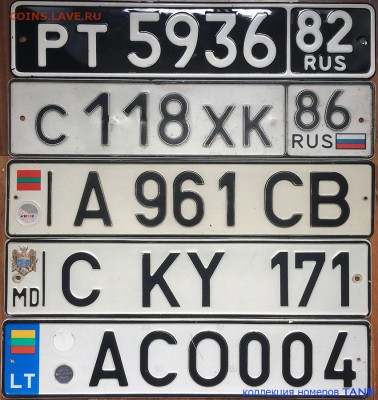 COINS.LAVE.RU
РТ 5936 82
RUS
С 118 ХК 86
RUS
A 961 CB
C KY 171
MD
ACO004
LT
коллекция номеров TANK